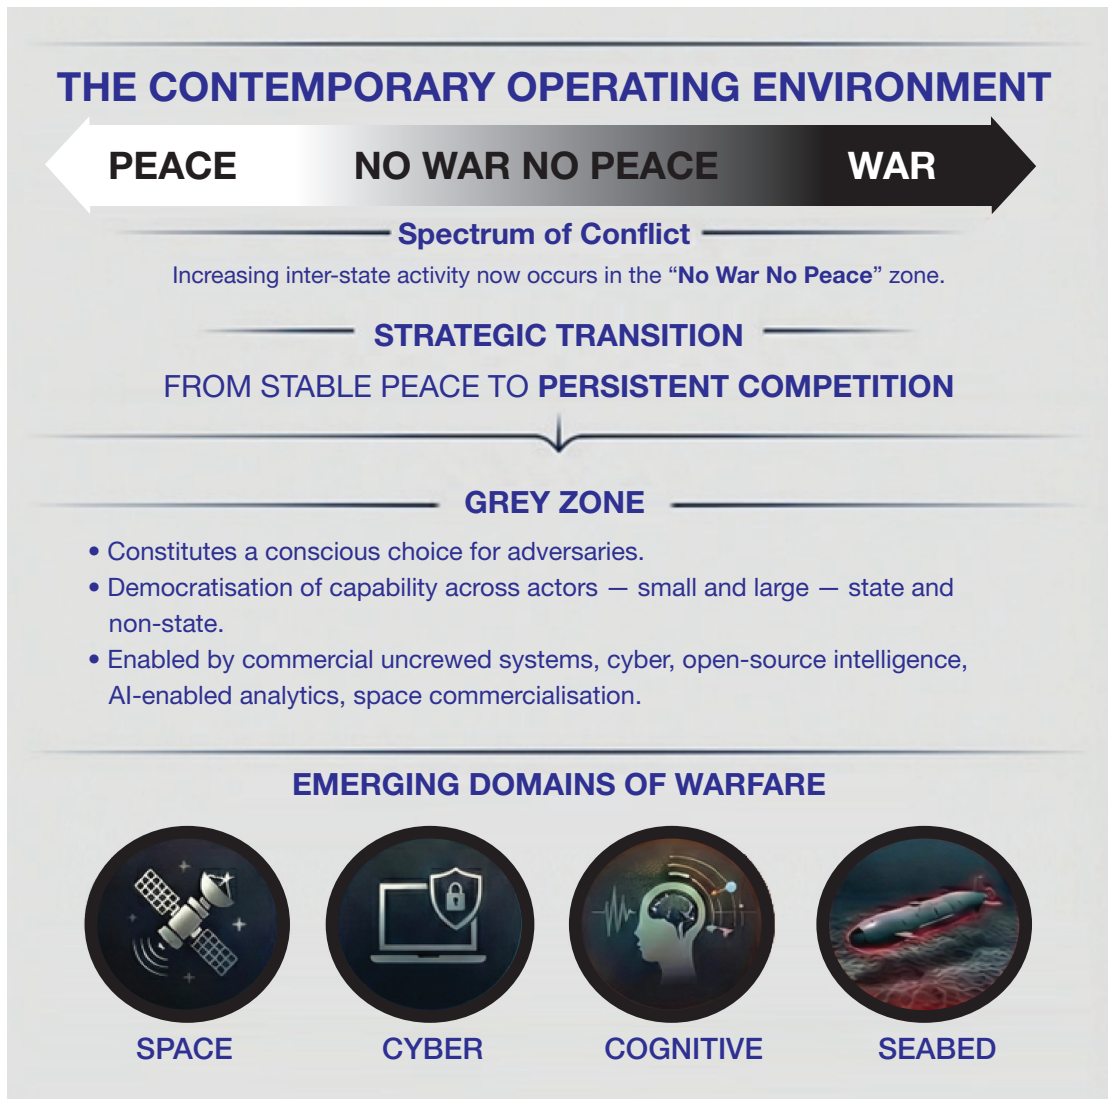 THE CONTEMPORARY OPERATING ENVIRONMENT
PEACE NO WAR NO PEACE WAR
Spectrum of Conflict
Increasing inter-state activity now occurs in the “No War No Peace” zone.
STRATEGIC TRANSITION
FROM STABLE PEACE TO PERSISTENT COMPETITION
GREY ZONE
• Constitutes a conscious choice for adversaries.
• Democratisation of capability across actors — small and large — state and
non-state.
• Enabled by commercial uncrewed systems, cyber, open-source intelligence,
AI-enabled analytics, space commercialisation.
EMERGING DOMAINS OF WARFARE
SPACE CYBER COGNITIVE SEABED